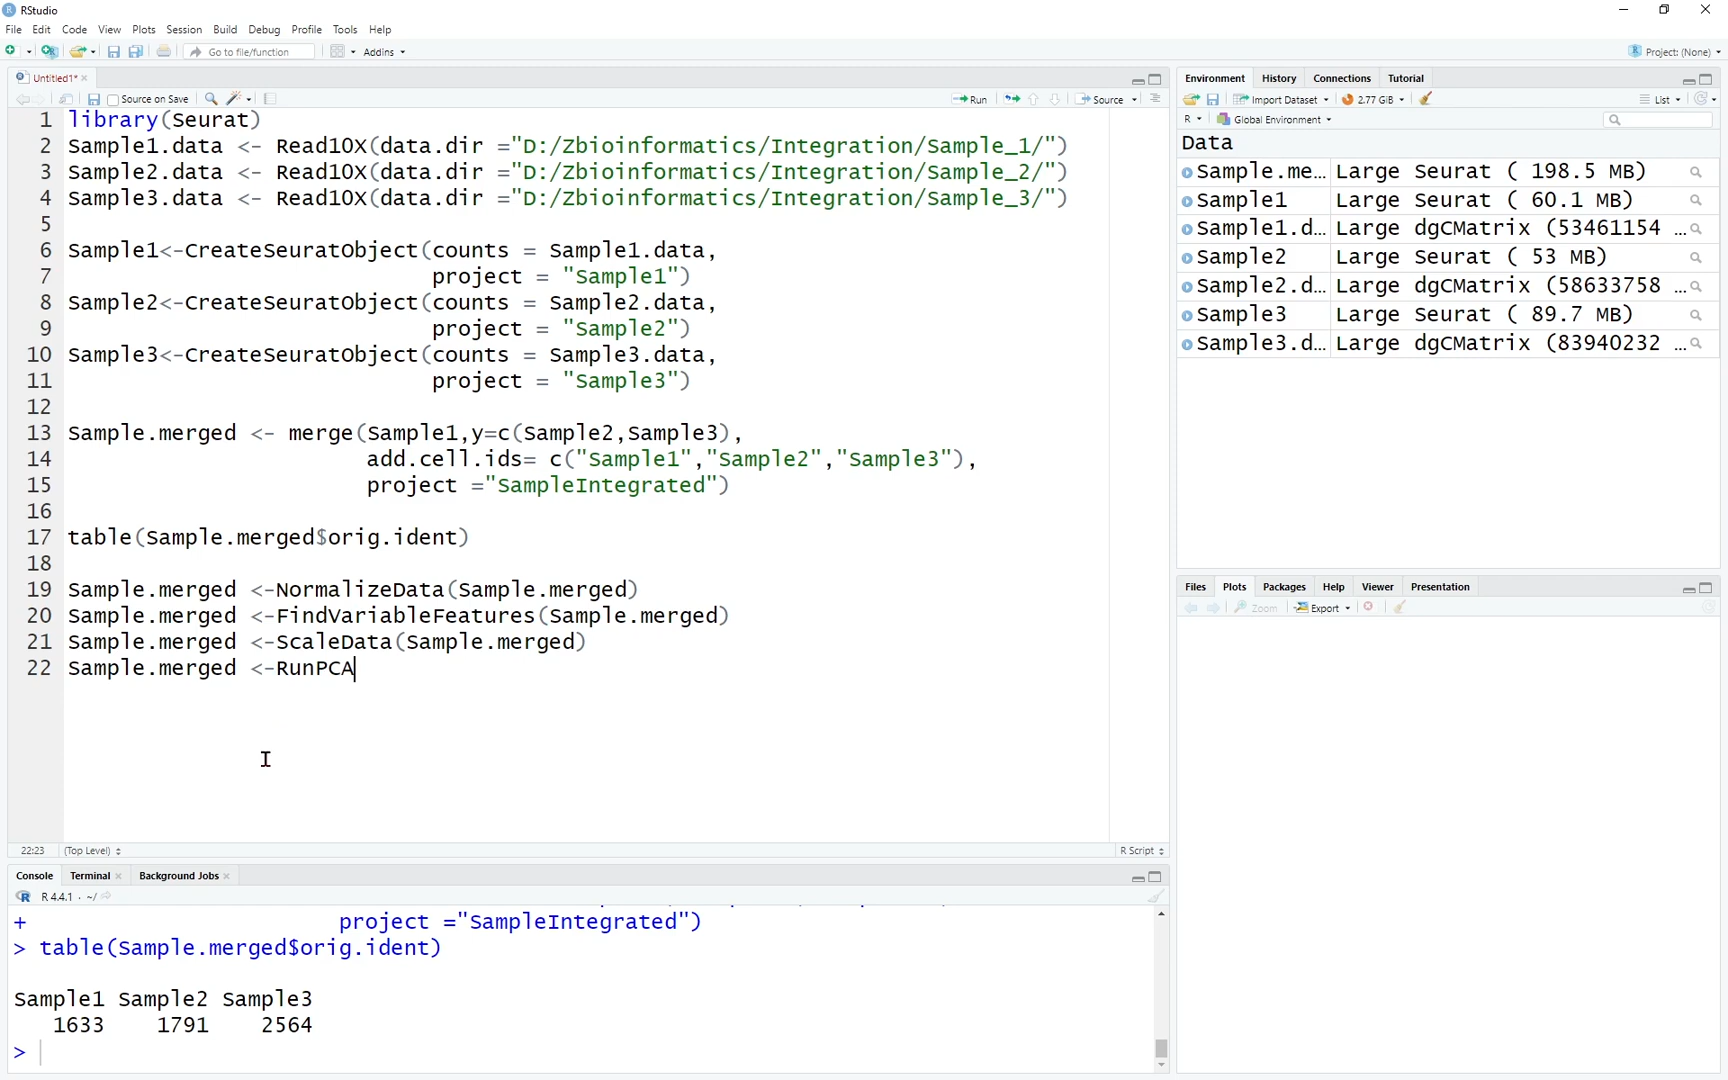 RStudio
File Edit Code View Plots Session Build Debug Profile Tools Help
Go to file/function Addins Project: (None)
Untitled1*
Source on Save Run Source
1 library(Seurat)
2 Sample1.data <- Read10X(data.dir ="D:/Zbioinformatics/Integration/Sample_1/")
3 Sample2.data <- Read10X(data.dir ="D:/Zbioinformatics/Integration/Sample_2/")
4 Sample3.data <- Read10X(data.dir ="D:/Zbioinformatics/Integration/Sample_3/")
5
6 Sample1<-CreateSeuratObject(counts = Sample1.data,
7 project = "Sample1")
8 Sample2<-CreateSeuratObject(counts = Sample2.data,
9 project = "Sample2")
10 Sample3<-CreateSeuratObject(counts = Sample3.data,
11 project = "Sample3")
12
13 Sample.merged <- merge(Sample1,y=c(Sample2,Sample3),
14 add.cell.ids= c("Sample1","Sample2","Sample3"),
15 project ="SampleIntegrated")
16
17 table(Sample.merged$orig.ident)
18
19 Sample.merged <-NormalizeData(Sample.merged)
20 Sample.merged <-FindVariableFeatures(Sample.merged)
21 Sample.merged <-ScaleData(Sample.merged)
22 Sample.merged <-RunPCA
22:23 (Top Level) R Script
Console Terminal Background Jobs
R 4.4.1 · ~/
+ project ="SampleIntegrated")
> table(Sample.merged$orig.ident)
Sample1 Sample2 Sample3
1633 1791 2564
>
Environment History Connections Tutorial
Import Dataset 2.77 GiB List
R Global Environment
Data
Sample.me… Large Seurat ( 198.5 MB)
Sample1 Large Seurat ( 60.1 MB)
Sample1.d… Large dgCMatrix (53461154 …
Sample2 Large Seurat ( 53 MB)
Sample2.d… Large dgCMatrix (58633758 …
Sample3 Large Seurat ( 89.7 MB)
Sample3.d… Large dgCMatrix (83940232 …
Files Plots Packages Help Viewer Presentation
Zoom Export